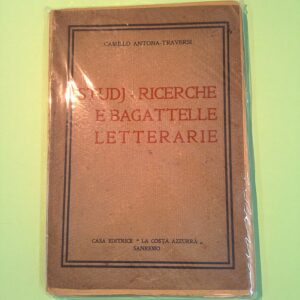 CAMILLO ANTONA-TRAVERSI
STUDJ RICERCHE
E BAGATTELLE
LETTERARIE
CASA EDITRICE "LA COSTA AZZURRA"
SANREMO